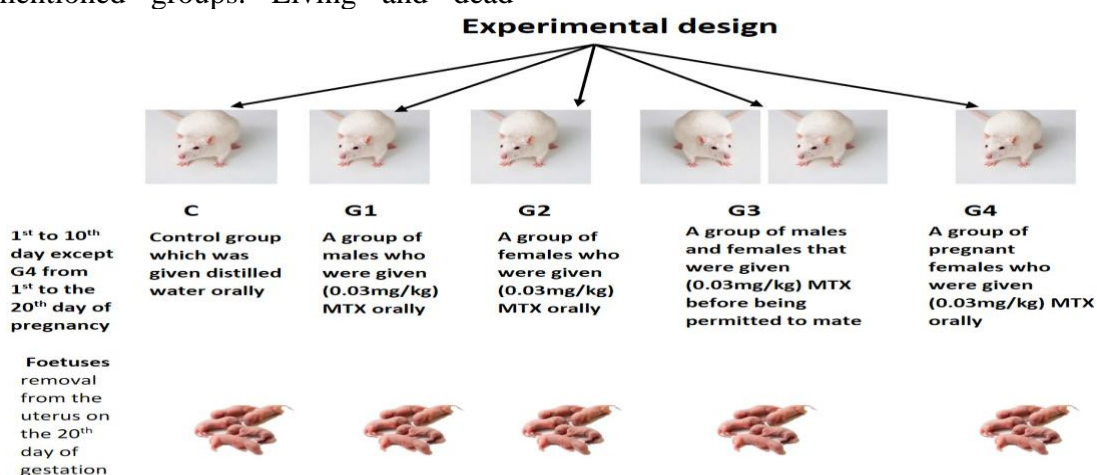 mentioned groups. Living and dead
Experimental design
C
G1
G2
G3
G4
1st to 10th
day except
G4 from
1st to the
20th day of
pregnancy
Control group
which was
given distilled
water orally
A group of
males who
were given
(0.03mg/kg)
MTX orally
A group of
females who
were given
(0.03mg/kg)
MTX orally
A group of males
and females that
were given
(0.03mg/kg) MTX
before being
permitted to mate
A group of
pregnant
females who
were given
(0.03mg/kg) MTX
orally
Foetuses
removal
from the
uterus on
the 20th
day of
gestation